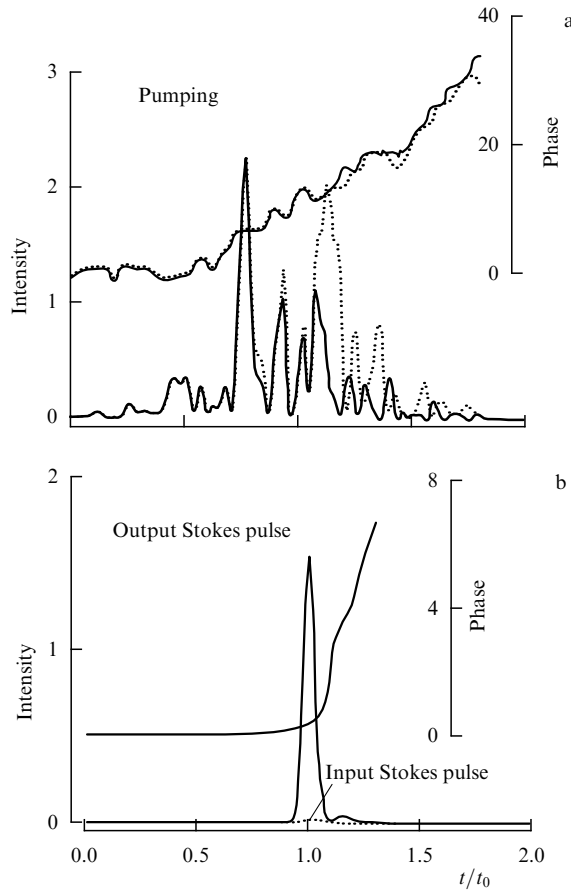 40
a
3
Pumping
20
Phase
2
Intensity
0
1
0
2
8
b
Output Stokes pulse
4
Phase
1
Intensity
0
Input Stokes pulse
0
0.0
0.5
1.0
1.5
2.0
t/t0